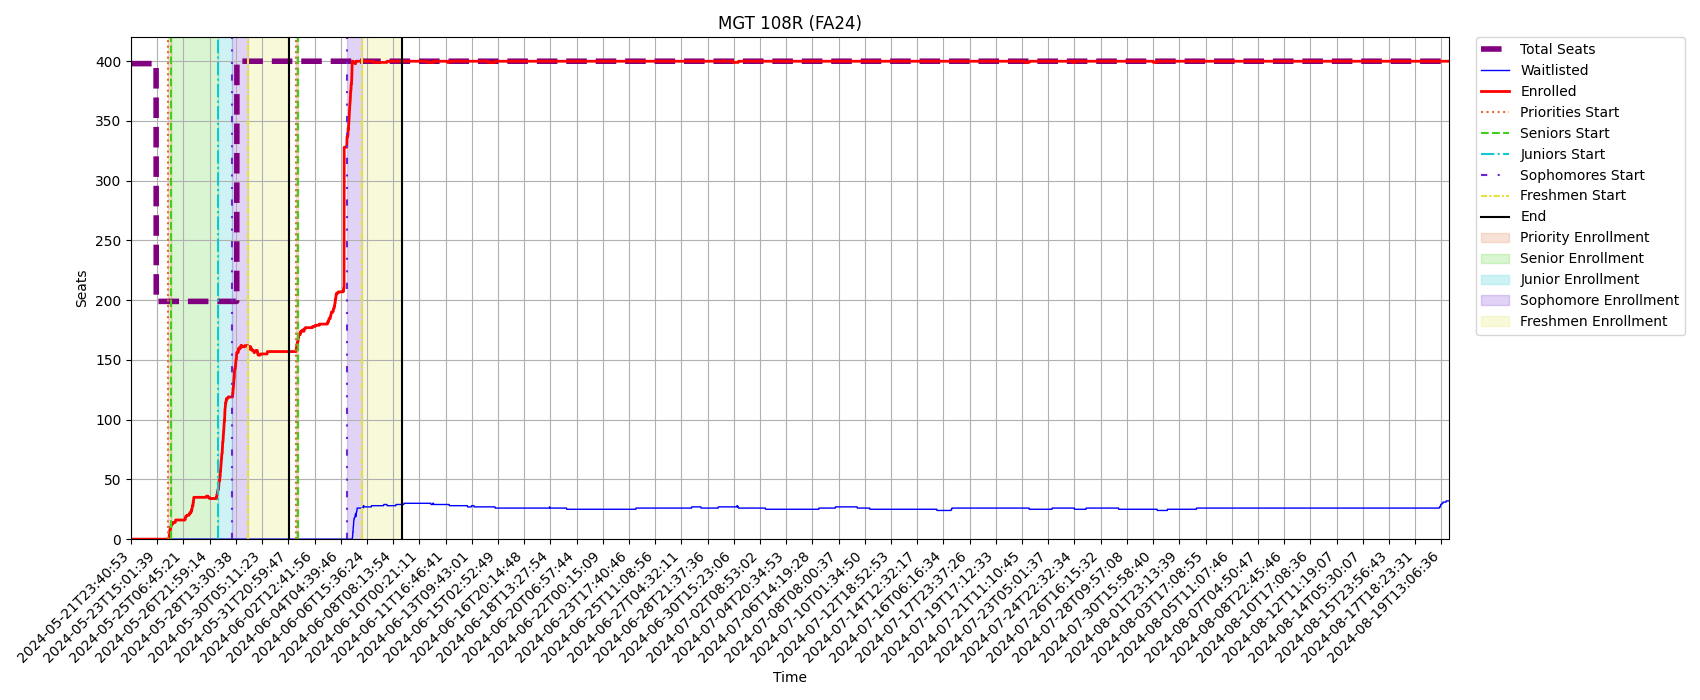 MGT 108R (FA24)
Seats
400
350
300
250
200
150
100
50
0
2024-05-21T23:40:53
2024-05-23T15:01:39
2024-05-25T06:45:21
2024-05-26T21:59:14
2024-05-28T13:30:38
2024-05-30T05:11:23
2024-05-31T20:59:47
2024-06-02T12:41:56
2024-06-04T04:39:46
2024-06-06T15:36:24
2024-06-08T08:13:54
2024-06-10T00:21:11
2024-06-11T16:46:41
2024-06-13T09:43:01
2024-06-15T02:52:49
2024-06-16T20:14:48
2024-06-18T13:27:54
2024-06-20T06:57:44
2024-06-22T00:15:09
2024-06-23T17:40:46
2024-06-25T11:08:56
2024-06-27T04:32:11
2024-06-28T21:37:36
2024-06-30T15:23:06
2024-07-02T08:53:02
2024-07-04T20:34:53
2024-07-06T14:19:28
2024-07-08T08:00:37
2024-07-10T01:34:50
2024-07-12T18:52:53
2024-07-14T12:32:17
2024-07-16T06:16:34
2024-07-17T23:37:26
2024-07-19T17:12:33
2024-07-21T11:10:45
2024-07-23T05:01:37
2024-07-24T22:32:34
2024-07-26T16:15:32
2024-07-28T09:57:08
2024-07-30T15:58:40
2024-08-01T23:13:39
2024-08-03T17:08:55
2024-08-05T11:07:46
2024-08-07T04:50:47
2024-08-08T22:45:46
2024-08-10T17:08:36
2024-08-12T11:19:07
2024-08-14T05:30:07
2024-08-15T23:56:43
2024-08-17T18:23:31
2024-08-19T13:06:36
Time
Total Seats
Waitlisted
Enrolled
Priorities Start
Seniors Start
Juniors Start
Sophomores Start
Freshmen Start
End
Priority Enrollment
Senior Enrollment
Junior Enrollment
Sophomore Enrollment
Freshmen Enrollment